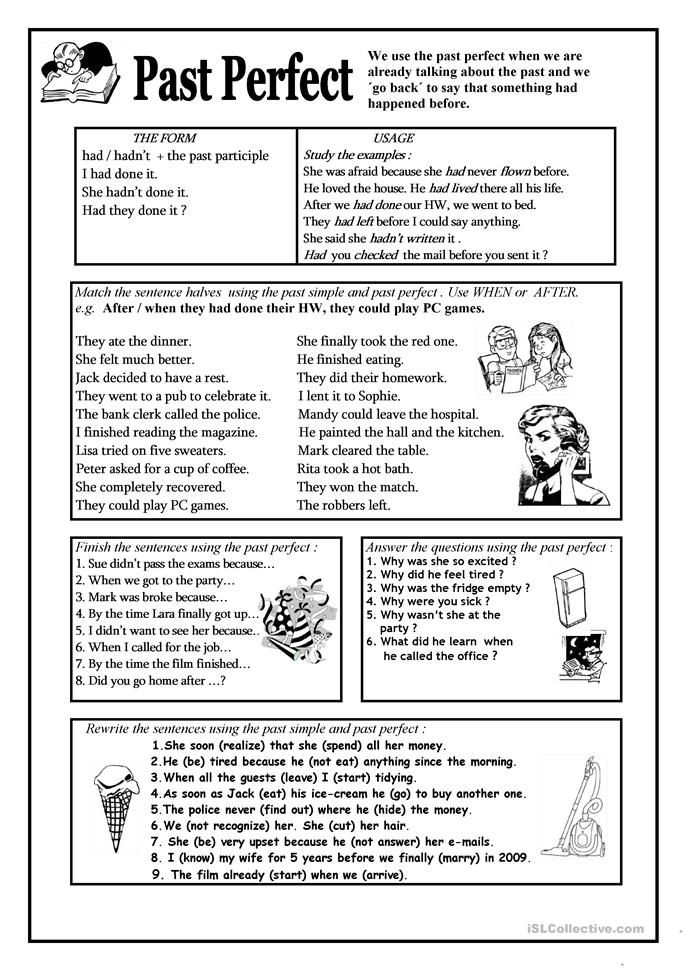 Past Perfect
We use the past perfect when we are
already talking about the past and we
´go back´ to say that something had
happened before.
THE FORM
had / hadn't + the past participle
I had done it.
She hadn't done it.
Had they done it ?
USAGE
Study the examples :
She was afraid because she had never flown before.
He loved the house. He had lived there all his life.
After we had done our HW, we went to bed.
They had left before I could say anything.
She said she hadn't written it .
Had you checked the mail before you sent it ?
Match the sentence halves using the past simple and past perfect . Use WHEN or AFTER.
e.g. After / when they had done their HW, they could play PC games.
They ate the dinner. She finally took the red one.
She felt much better. He finished eating.
Jack decided to have a rest. They did their homework.
They went to a pub to celebrate it. I lent it to Sophie.
The bank clerk called the police. Mandy could leave the hospital.
I finished reading the magazine. He painted the hall and the kitchen.
Lisa tried on five sweaters. Mark cleared the table.
Peter asked for a cup of coffee. Rita took a hot bath.
She completely recovered. They won the match.
They could play PC games. The robbers left.
Finish the sentences using the past perfect :
1. Sue didn't pass the exams because…
2. When we got to the party…
3. Mark was broke because…
4. By the time Lara finally got up…
5. I didn't want to see her because..
6. When I called for the job…
7. By the time the film finished…
8. Did you go home after …?
Answer the questions using the past perfect :
1. Why was she so excited ?
2. Why did he feel tired ?
3. Why was the fridge empty ?
4. Why were you sick ?
5. Why wasn't she at the
party ?
6. What did he learn when
he called the office ?
Rewrite the sentences using the past simple and past perfect :
1.She soon (realize) that she (spend) all her money.
2.He (be) tired because he (not eat) anything since the morning.
3.When all the guests (leave) I (start) tidying.
4.As soon as Jack (eat) his ice-cream he (go) to buy another one.
5.The police never (find out) where he (hide) the money.
6.We (not recognize) her. She (cut) her hair.
7. She (be) very upset because he (not answer) her e-mails.
8. I (know) my wife for 5 years before we finally (marry) in 2009.
9. The film already (start) when we (arrive).
iSLCollective.com